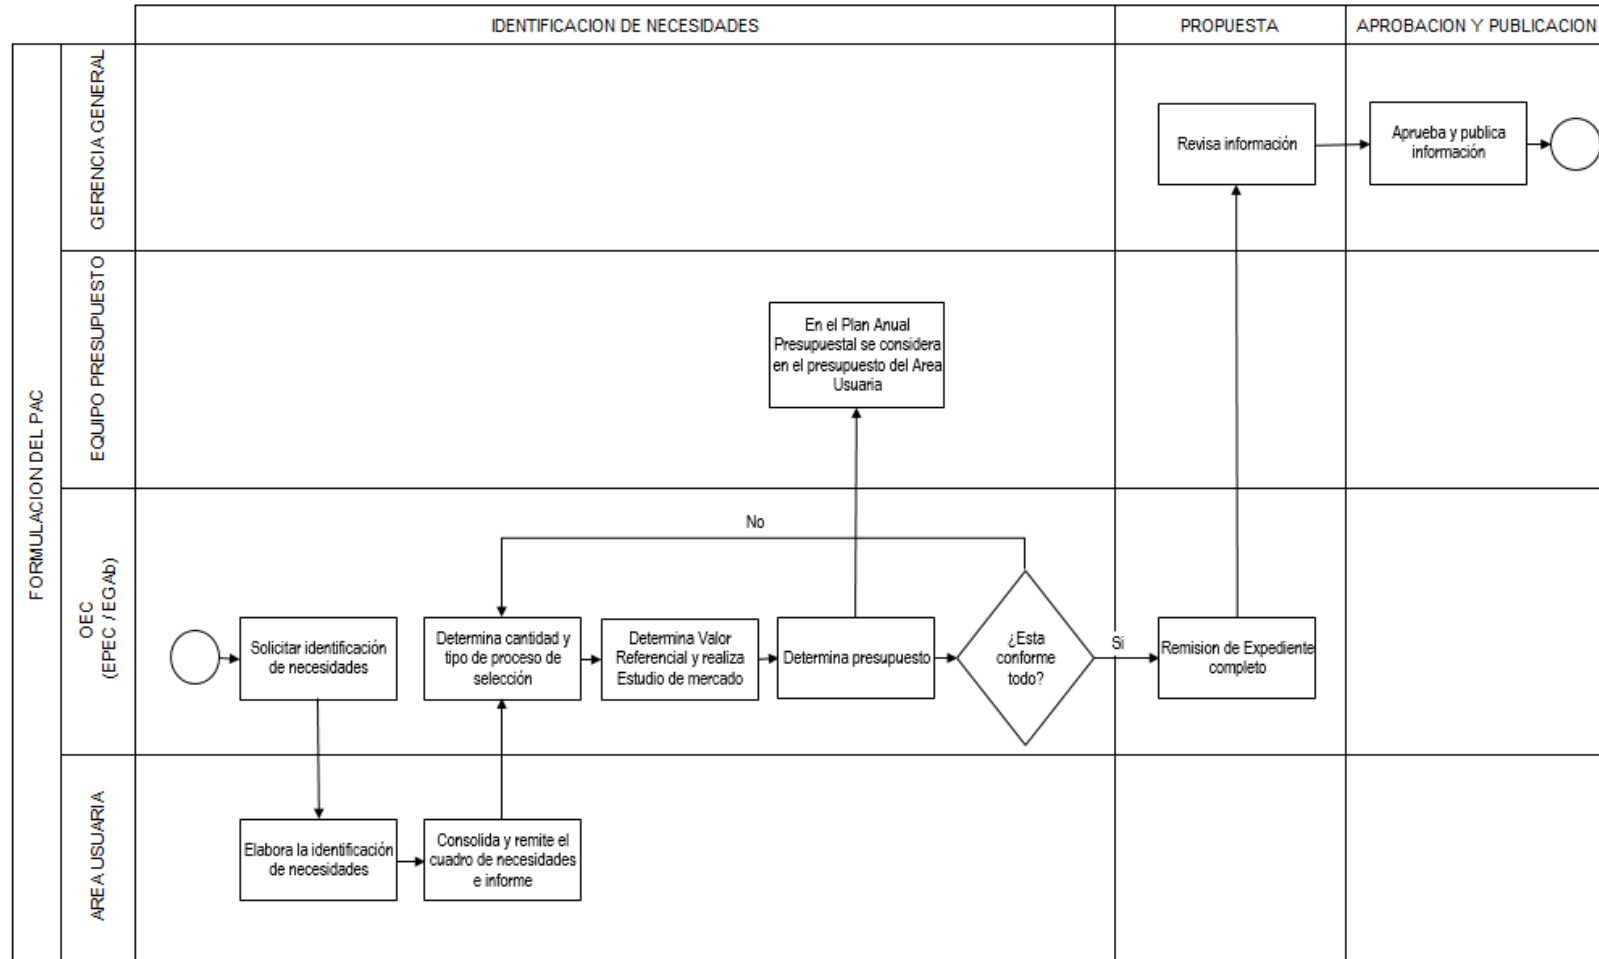 IDENTIFICACION DE NECESIDADES
PROPUESTA
APROBACION Y PUBLICACION
FORMULACION DEL PAC
GERENCIA GENERAL
Revisa información
Aprueba y publica
información
EQUIPO PRESUPUESTO
En el Plan Anual
Presupuestal se considera
en el presupuesto del Area
Usuaria
OEC
(EPEC / EGAb)
No
Solicitar identificación
de necesidades
Determina cantidad y
tipo de proceso de
selección
Determina Valor
Referencial y realiza
Estudio de mercado
Determina presupuesto
¿Esta
conforme
todo?
Si
Remision de Expediente
completo
AREA USUARIA
Elabora la identificación
de necesidades
Consolida y remite el
cuadro de necesidades
e informe